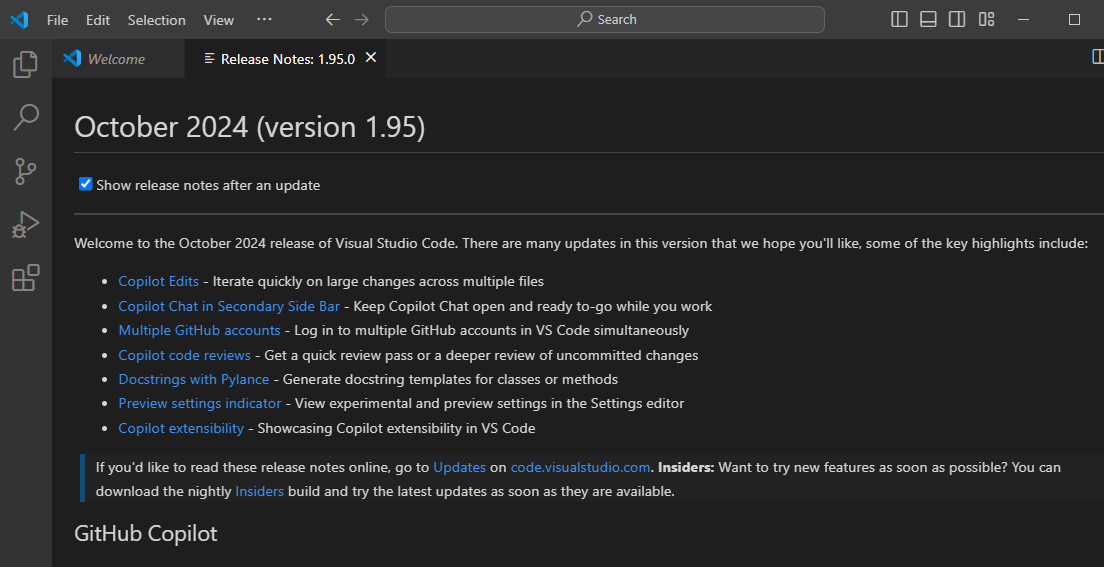 File Edit Selection View ··· Search
Welcome Release Notes: 1.95.0
October 2024 (version 1.95)
Show release notes after an update
Welcome to the October 2024 release of Visual Studio Code. There are many updates in this version that we hope you'll like, some of the key highlights include:
• Copilot Edits - Iterate quickly on large changes across multiple files
• Copilot Chat in Secondary Side Bar - Keep Copilot Chat open and ready to-go while you work
• Multiple GitHub accounts - Log in to multiple GitHub accounts in VS Code simultaneously
• Copilot code reviews - Get a quick review pass or a deeper review of uncommitted changes
• Docstrings with Pylance - Generate docstring templates for classes or methods
• Preview settings indicator - View experimental and preview settings in the Settings editor
• Copilot extensibility - Showcasing Copilot extensibility in VS Code
If you'd like to read these release notes online, go to Updates on code.visualstudio.com. Insiders: Want to try new features as soon as possible? You can
download the nightly Insiders build and try the latest updates as soon as they are available.
GitHub Copilot